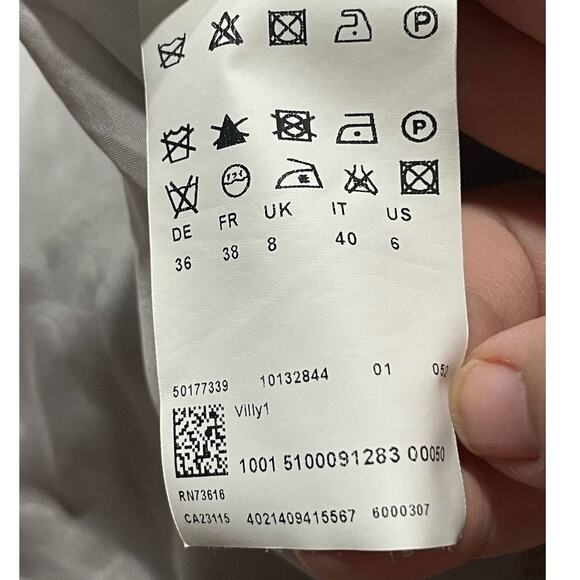 P
P
DE FR UK IT US
36 38 8 40 6
50177339 10132844 01
Villy1
1001 5100091283 00050
RN73616
CA23115 4021409415567 6000307